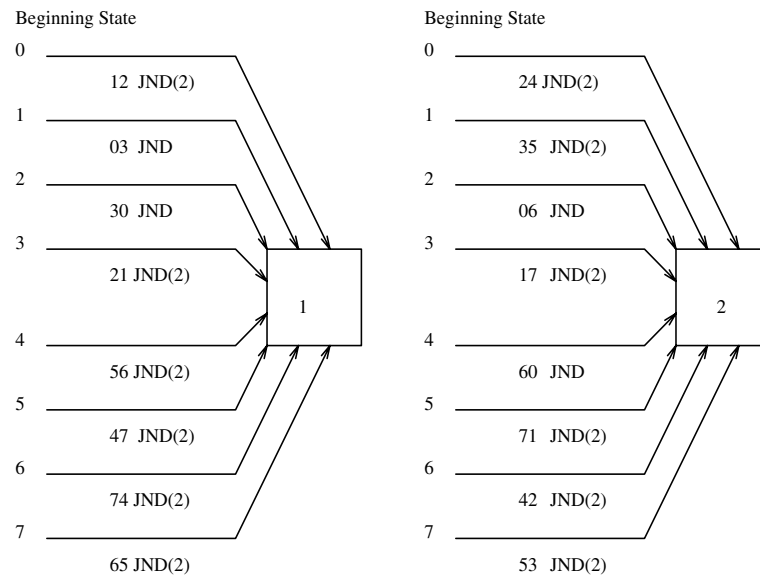 Beginning State
0
12 JND(2)
1
03 JND
2
30 JND
3
21 JND(2)
1
4
56 JND(2)
5
47 JND(2)
6
74 JND(2)
7
65 JND(2)
Beginning State
0
24 JND(2)
1
35 JND(2)
2
06 JND
3
17 JND(2)
2
4
60 JND
5
71 JND(2)
6
42 JND(2)
7
53 JND(2)